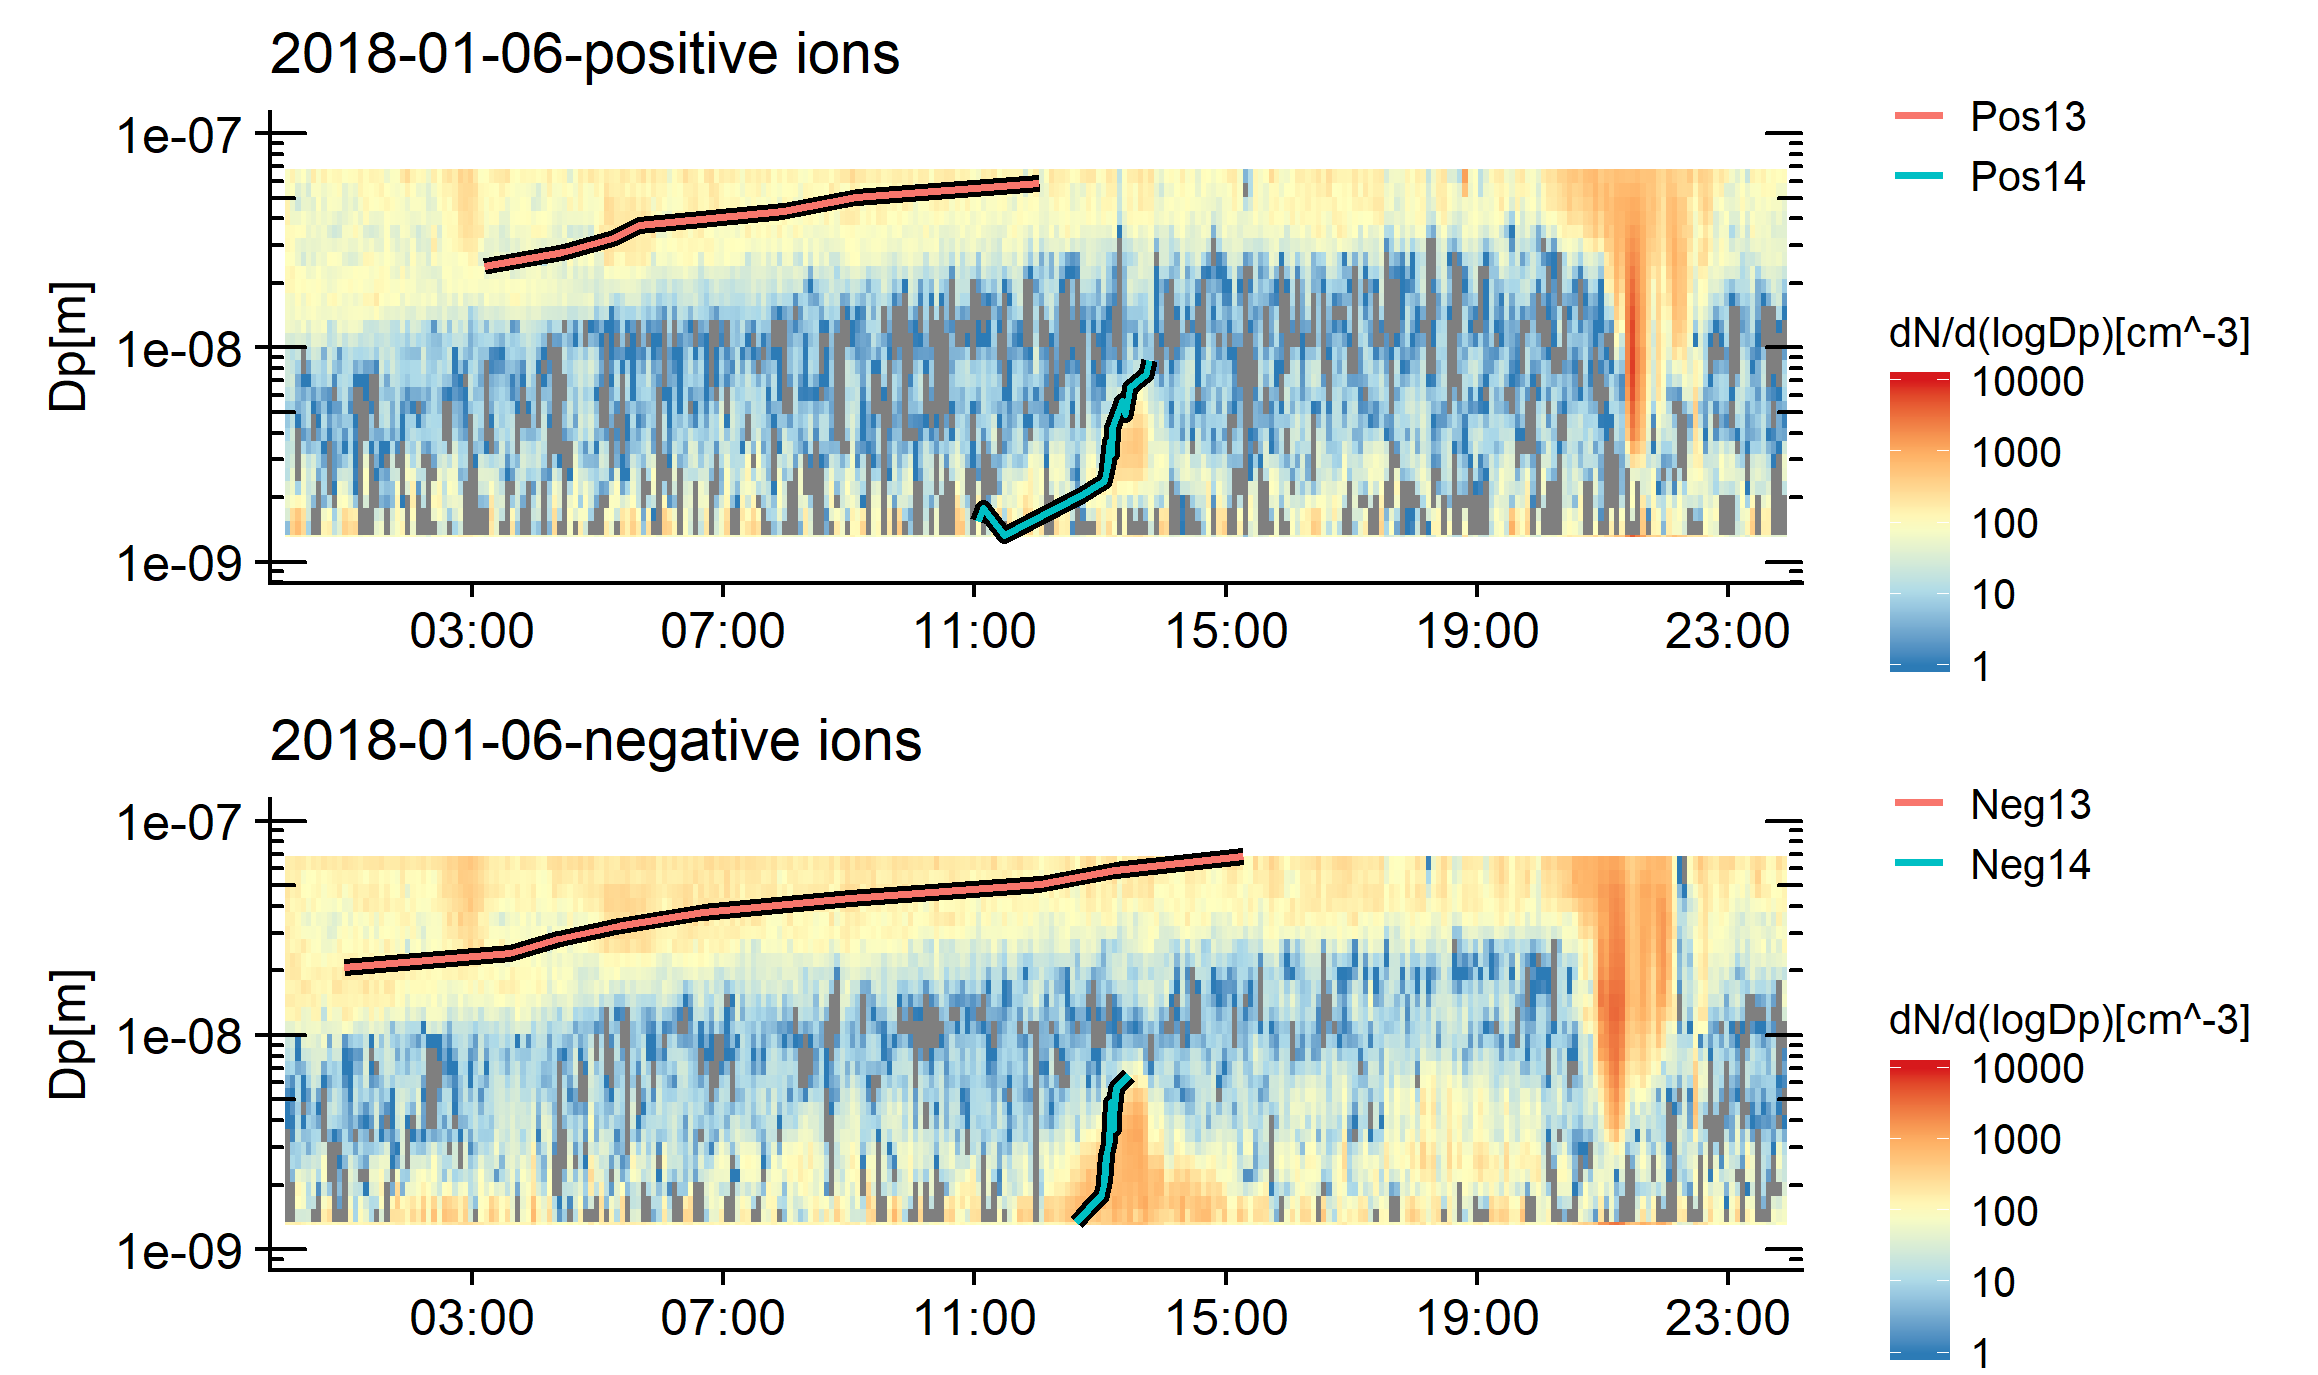 2018-01-06-positive ions
1e-07
1e-08
1e-09
Dp[m]
03:00 07:00 11:00 15:00 19:00 23:00
Pos13
Pos14
dN/d(logDp)[cm^-3]
10000
1000
100
10
1
2018-01-06-negative ions
1e-07
1e-08
1e-09
Dp[m]
03:00 07:00 11:00 15:00 19:00 23:00
Neg13
Neg14
dN/d(logDp)[cm^-3]
10000
1000
100
10
1